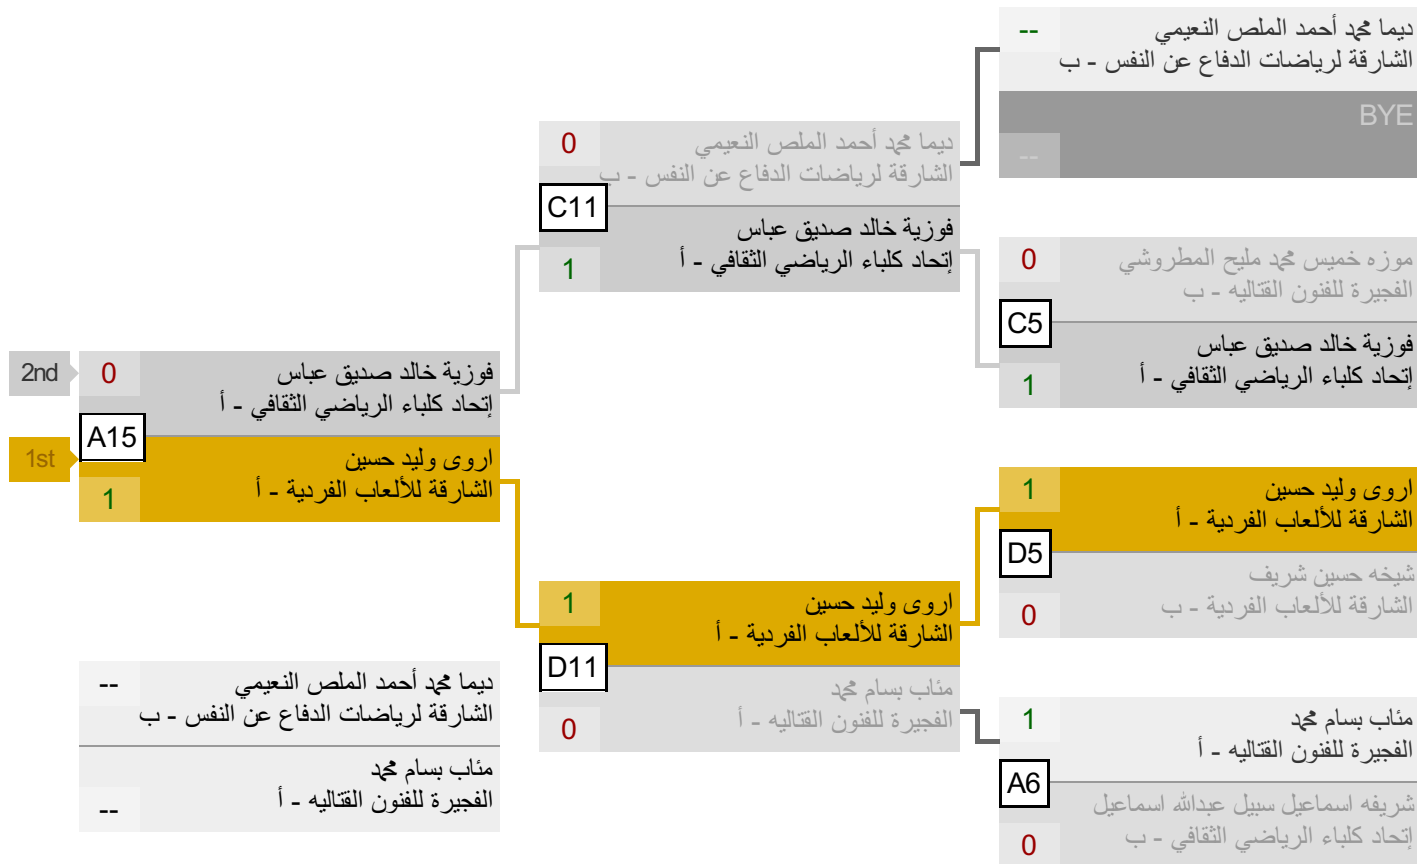 ديما محمد أحمد الملص النعيمي
الشارقة لرياضات الدفاع عن النفس - ب
--
BYE
--
موزه خميس محمد مليح المطروشي
الفجيرة للفنون القتاليه - ب
0
C5
فوزية خالد صديق عباس
إتحاد كلباء الرياضي الثقافي - أ
1
اروى وليد حسين
الشارقة للألعاب الفردية - أ
1
D5
شيخه حسين شريف
الشارقة للألعاب الفردية - ب
0
مئاب بسام محمد
الفجيرة للفنون القتاليه - أ
1
A6
شريفه اسماعيل سبيل عبدالله اسماعيل
إتحاد كلباء الرياضي الثقافي - ب
0
ديما محمد أحمد الملص النعيمي
الشارقة لرياضات الدفاع عن النفس - ب
0
C11
فوزية خالد صديق عباس
إتحاد كلباء الرياضي الثقافي - أ
1
اروى وليد حسين
الشارقة للألعاب الفردية - أ
1
D11
مئاب بسام محمد
الفجيرة للفنون القتاليه - أ
0
فوزية خالد صديق عباس
إتحاد كلباء الرياضي الثقافي - أ
0
2nd
A15
اروى وليد حسين
الشارقة للألعاب الفردية - أ
1
1st
ديما محمد أحمد الملص النعيمي
الشارقة لرياضات الدفاع عن النفس - ب
--
مئاب بسام محمد
الفجيرة للفنون القتاليه - أ
--